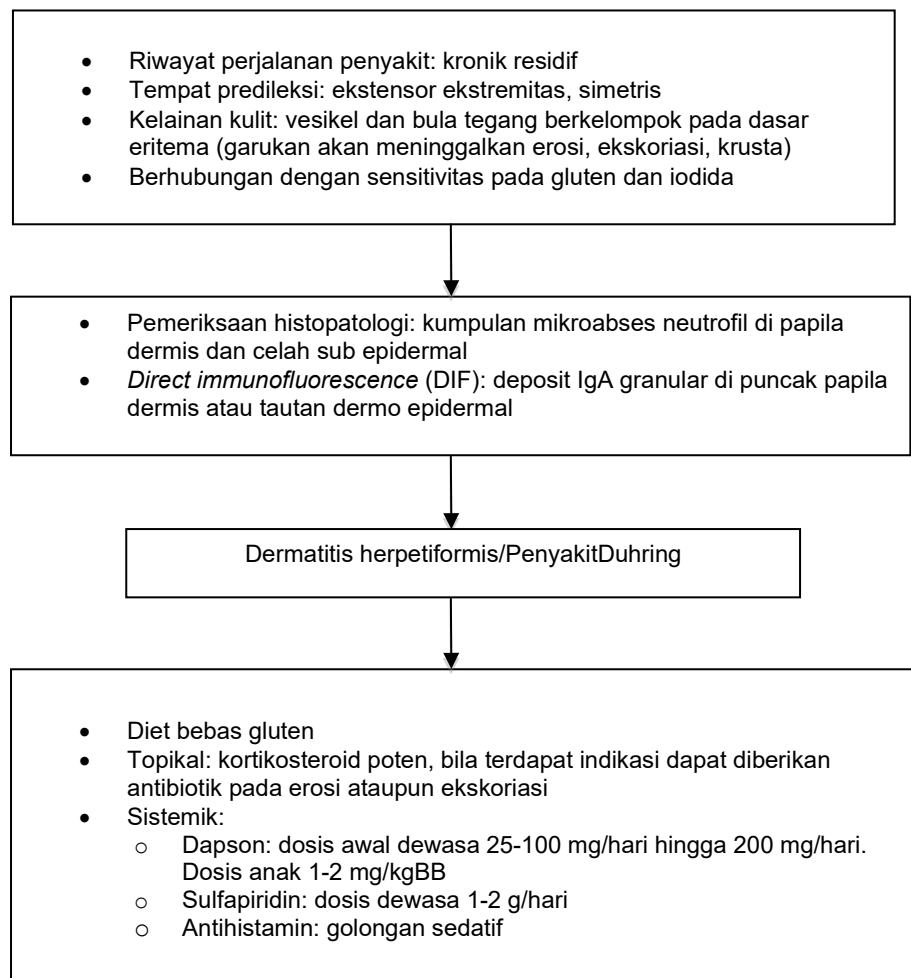 • Riwayat perjalanan penyakit: kronik residif
• Tempat predileksi: ekstensor ekstremitas, simetris
• Kelainan kulit: vesikel dan bula tegang berkelompok pada dasar
eritema (garukan akan meninggalkan erosi, ekskoriasi, krusta)
• Berhubungan dengan sensitivitas pada gluten dan iodida
• Pemeriksaan histopatologi: kumpulan mikroabses neutrofil di papila
dermis dan celah sub epidermal
• Direct immunofluorescence (DIF): deposit IgA granular di puncak papila
dermis atau tautan dermo epidermal
Dermatitis herpetiformis/PenyakitDuhring
• Diet bebas gluten
• Topikal: kortikosteroid poten, bila terdapat indikasi dapat diberikan
antibiotik pada erosi ataupun ekskoriasi
• Sistemik:
o Dapson: dosis awal dewasa 25-100 mg/hari hingga 200 mg/hari.
Dosis anak 1-2 mg/kgBB
o Sulfapiridin: dosis dewasa 1-2 g/hari
o Antihistamin: golongan sedatif